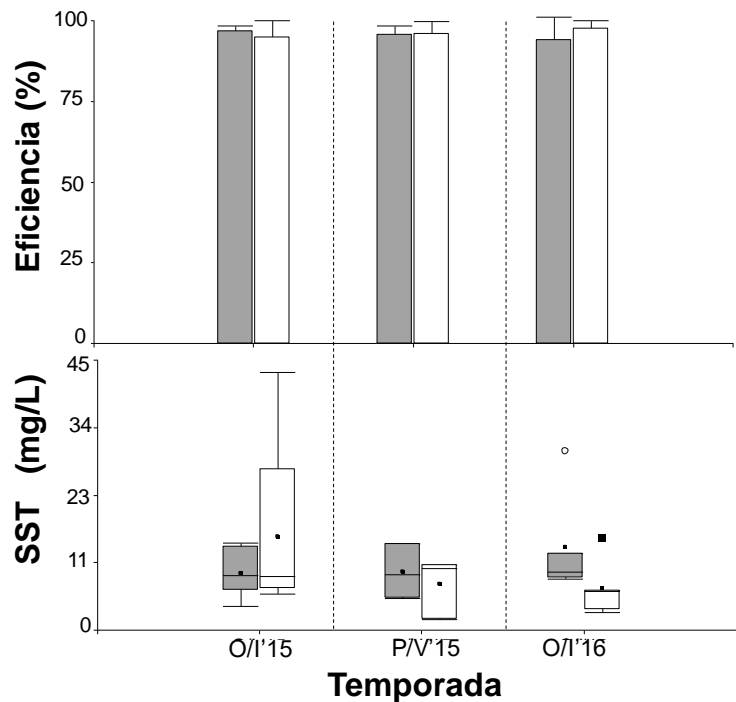 Eficiencia (%)
100
75
50
25
0
SST (mg/L)
45
34
23
11
0
O/I'15
P/V'15
O/I'16
Temporada